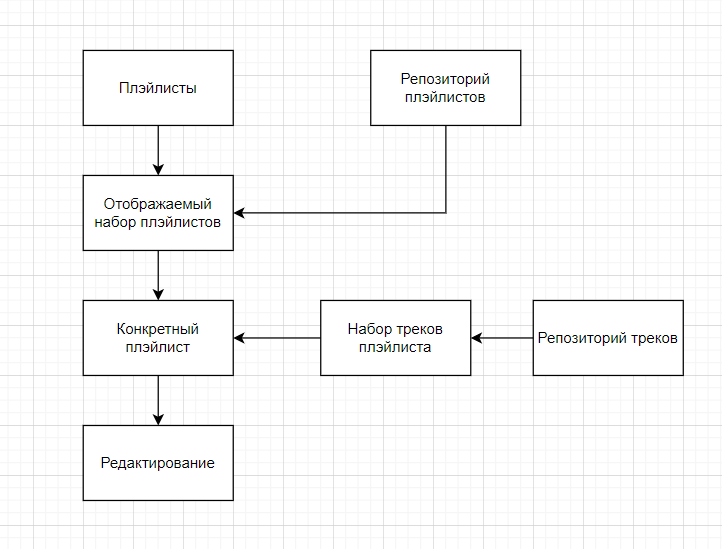 Плэйлисты
Репозиторий
плэйлистов
Отображаемый
набор плэйлистов
Конкретный
плэйлист
Набор треков
плэйлиста
Репозиторий треков
Редактирование